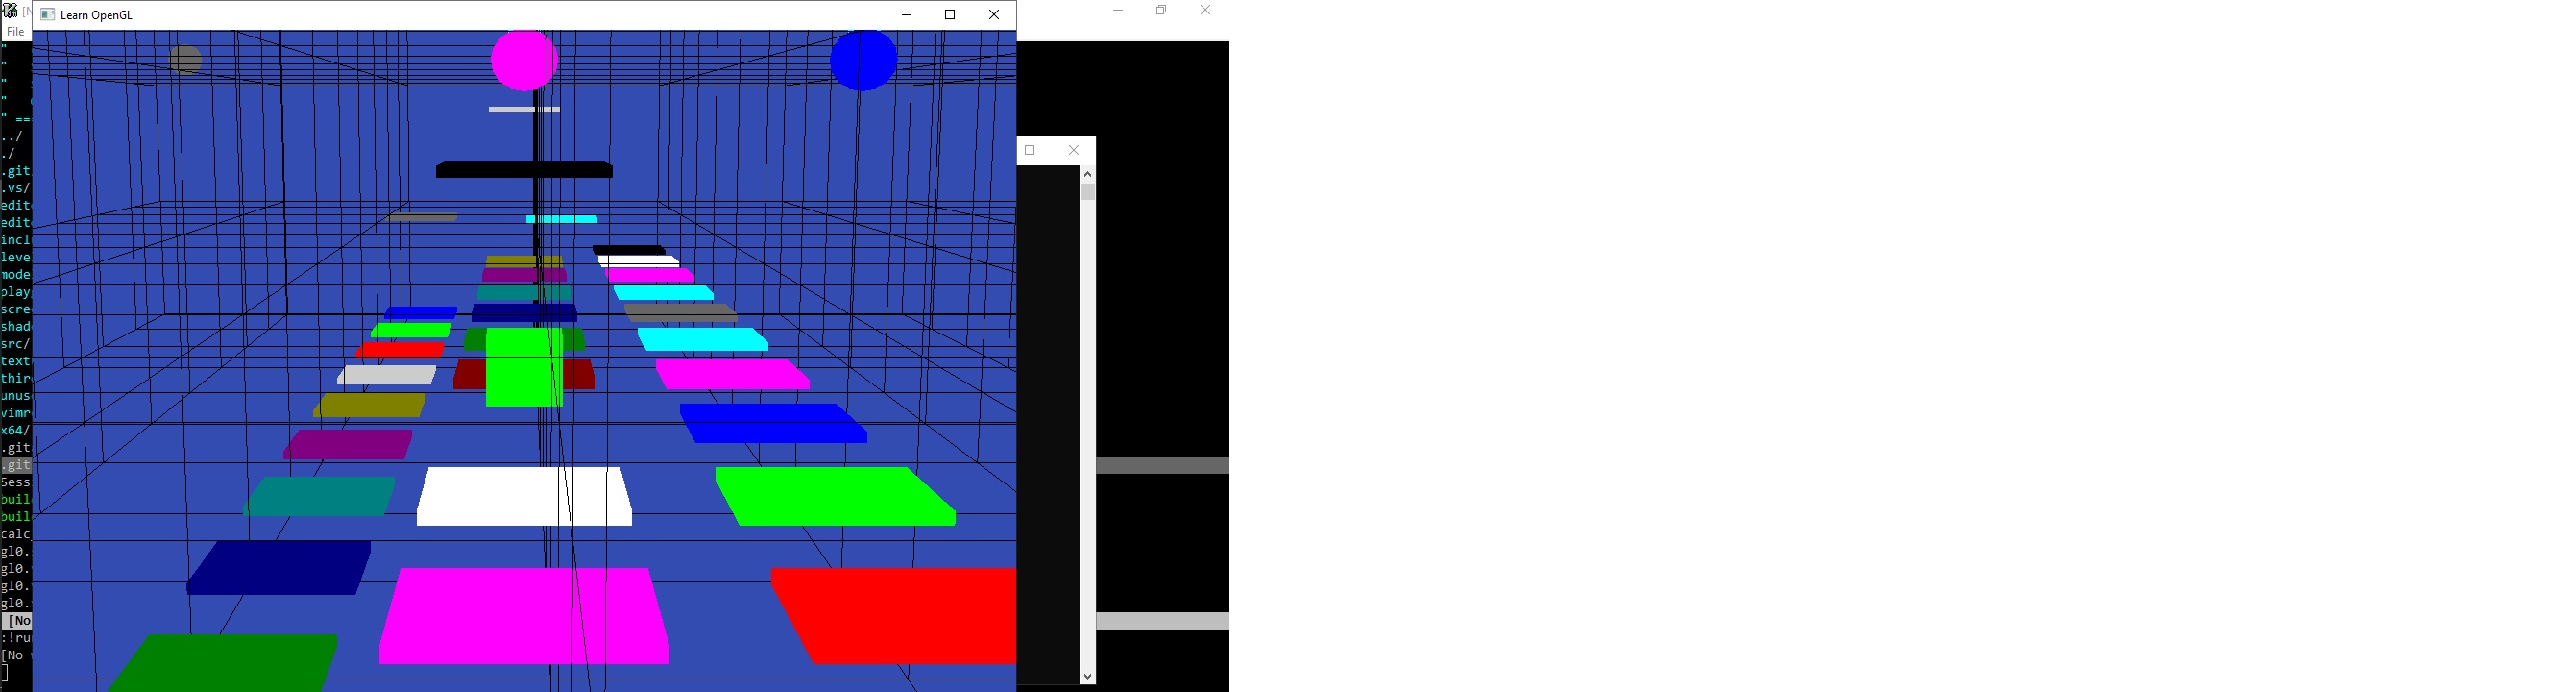 Learn OpenGL
File
"
"
"
"
" ==
../
./
.git
.vs/
edit
edit
incl
leve
mode
play
scre
shad
src/
text
thir
unus
vimr
x64/
.git
.git
Sess
buil
buil
calc
gl0.
gl0.
gl0.
gl0.
[No
:!ru
[No